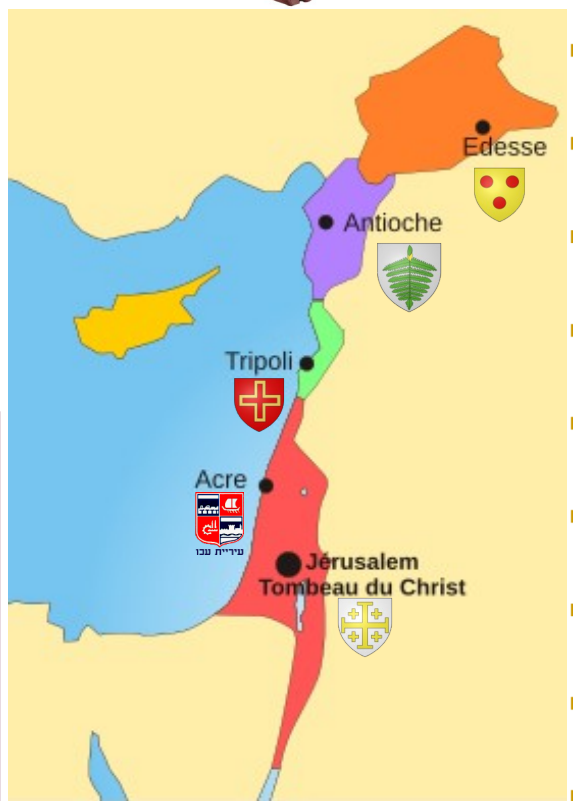 Edesse
Antioche
Tripoli
Acre
עיריית עכו
Jérusalem
Tombeau du Christ